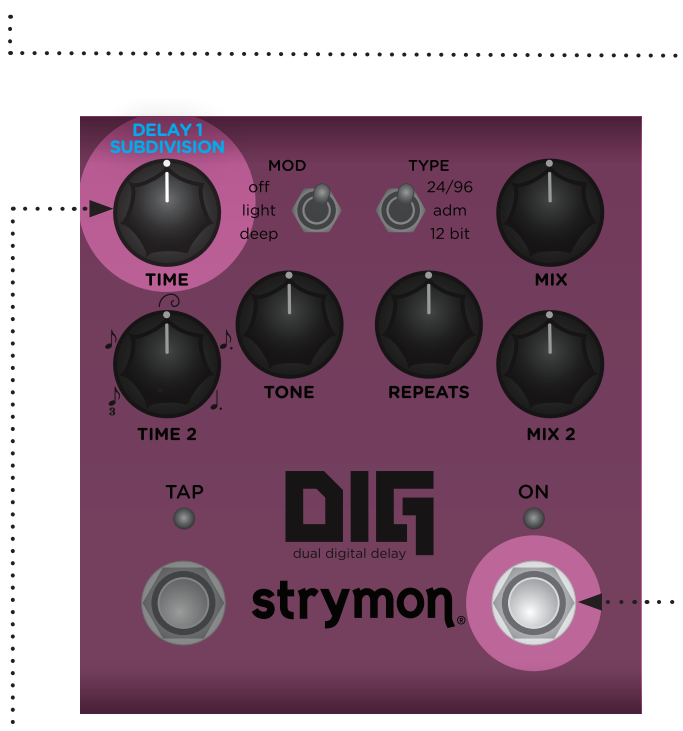 DELAY 1
SUBDIVISION
MOD
TYPE
off
24/96
light
adm
deep
12 bit
TIME
MIX
3
TONE
REPEATS
TIME 2
MIX 2
TAP
ON
DIG
dual digital delay
strymon®